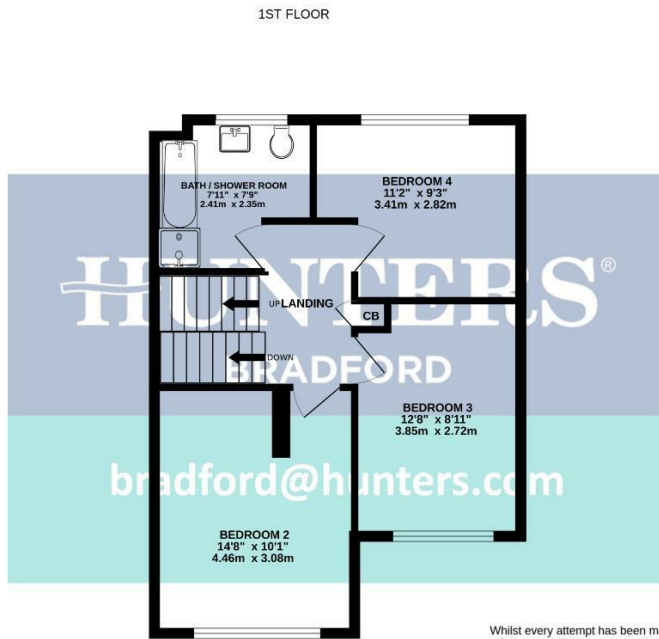 1ST FLOOR
BATH / SHOWER ROOM
7'11" x 7'9"
2.41m x 2.35m
BEDROOM 4
11'2" x 9'3"
3.41m x 2.82m
HUNTERS®
UP LANDING
CB
DOWN
BRADFORD
BEDROOM 3
12'8" x 8'11"
3.85m x 2.72m
bradford@hunters.com
BEDROOM 2
14'8" x 10'1"
4.46m x 3.08m
Whilst every attempt has been m